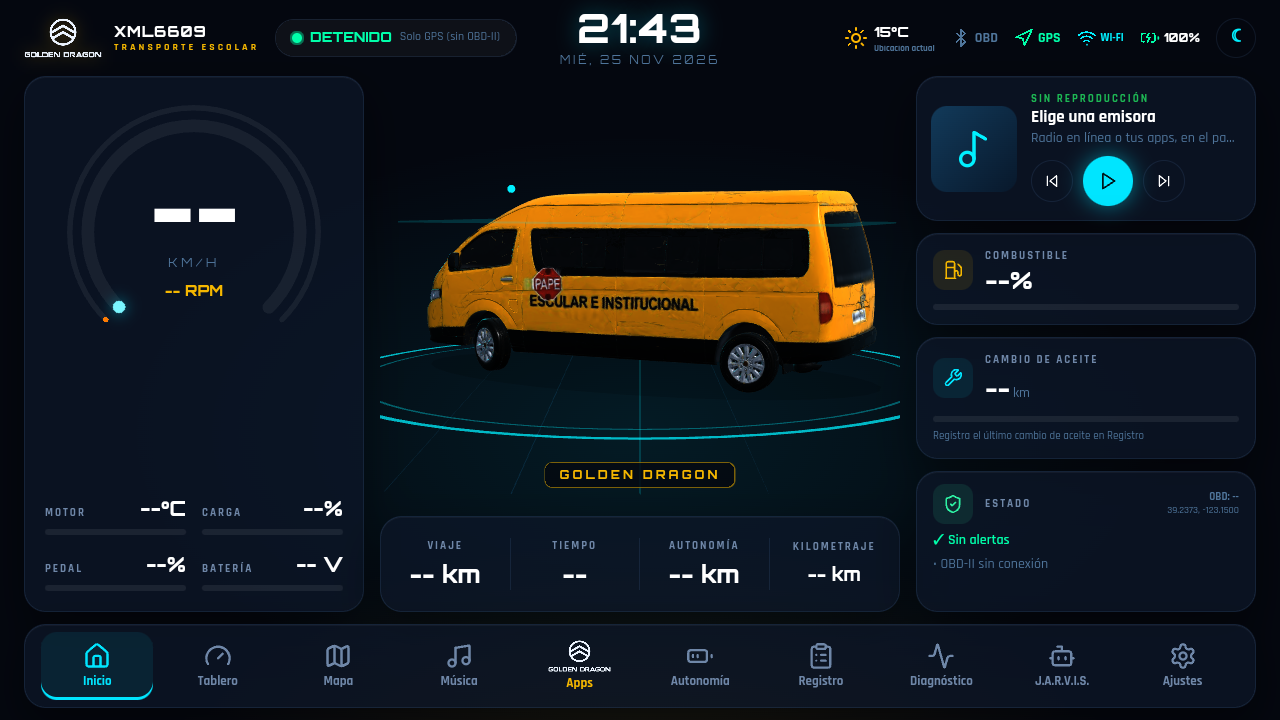 GOLDEN DRAGON
XML6609
TRANSPORTE ESCOLAR
DETENIDO
Solo GPS (sin OBD-II)
21:43
MIÉ, 25 NOV 2026
15°C
Ubicación actual
OBD
GPS
WI-FI
100%
--
KM/H
-- RPM
MOTOR --°C
CARGA --%
PEDAL --%
BATERÍA -- V
PAPE
ESCOLAR E INSTITUCIONAL
GOLDEN DRAGON
VIAJE
-- km
TIEMPO
--
AUTONOMÍA
-- km
KILOMETRAJE
-- km
SIN REPRODUCCIÓN
Elige una emisora
Radio en línea o tus apps, en el pa...
COMBUSTIBLE
--%
CAMBIO DE ACEITE
-- km
Registra el último cambio de aceite en Registro
ESTADO
OBD: --
39.2373, -123.1500
✓ Sin alertas
• OBD-II sin conexión
Inicio
Tablero
Mapa
Música
GOLDEN DRAGON
Apps
Autonomía
Registro
Diagnóstico
J.A.R.V.I.S.
Ajustes